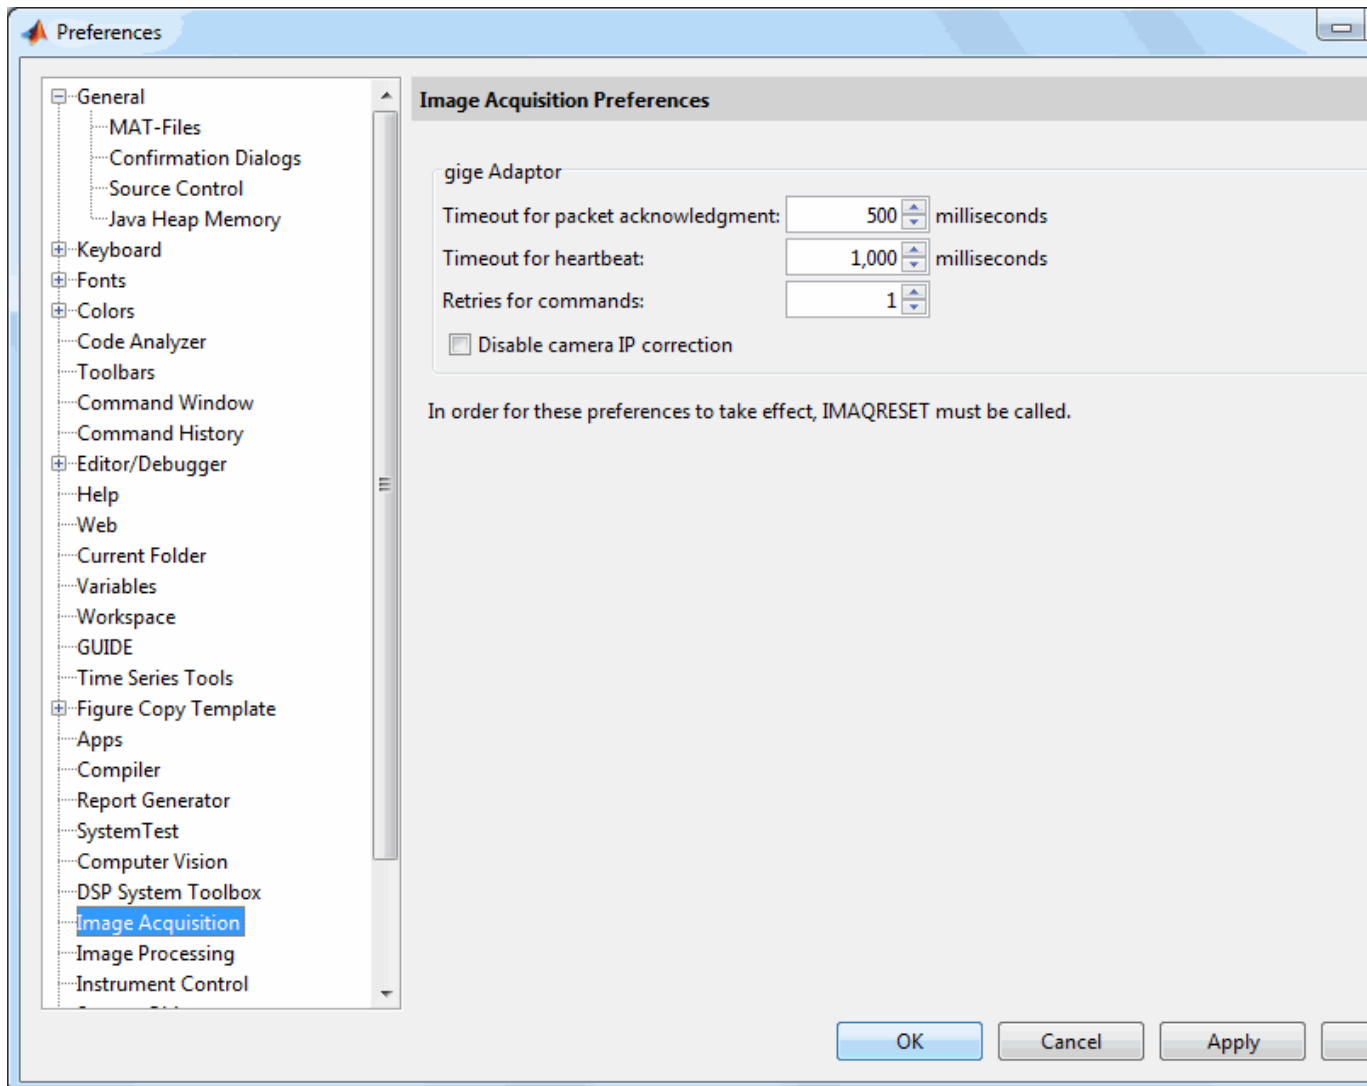 Preferences
General
MAT-Files
Confirmation Dialogs
Source Control
Java Heap Memory
Keyboard
Fonts
Colors
Code Analyzer
Toolbars
Command Window
Command History
Editor/Debugger
Help
Web
Current Folder
Variables
Workspace
GUIDE
Time Series Tools
Figure Copy Template
Apps
Compiler
Report Generator
SystemTest
Computer Vision
DSP System Toolbox
Image Acquisition
Image Processing
Instrument Control
Image Acquisition Preferences
gige Adaptor
Timeout for packet acknowledgment: 500 milliseconds
Timeout for heartbeat: 1,000 milliseconds
Retries for commands: 1
Disable camera IP correction
In order for these preferences to take effect, IMAQRESET must be called.
OK Cancel Apply